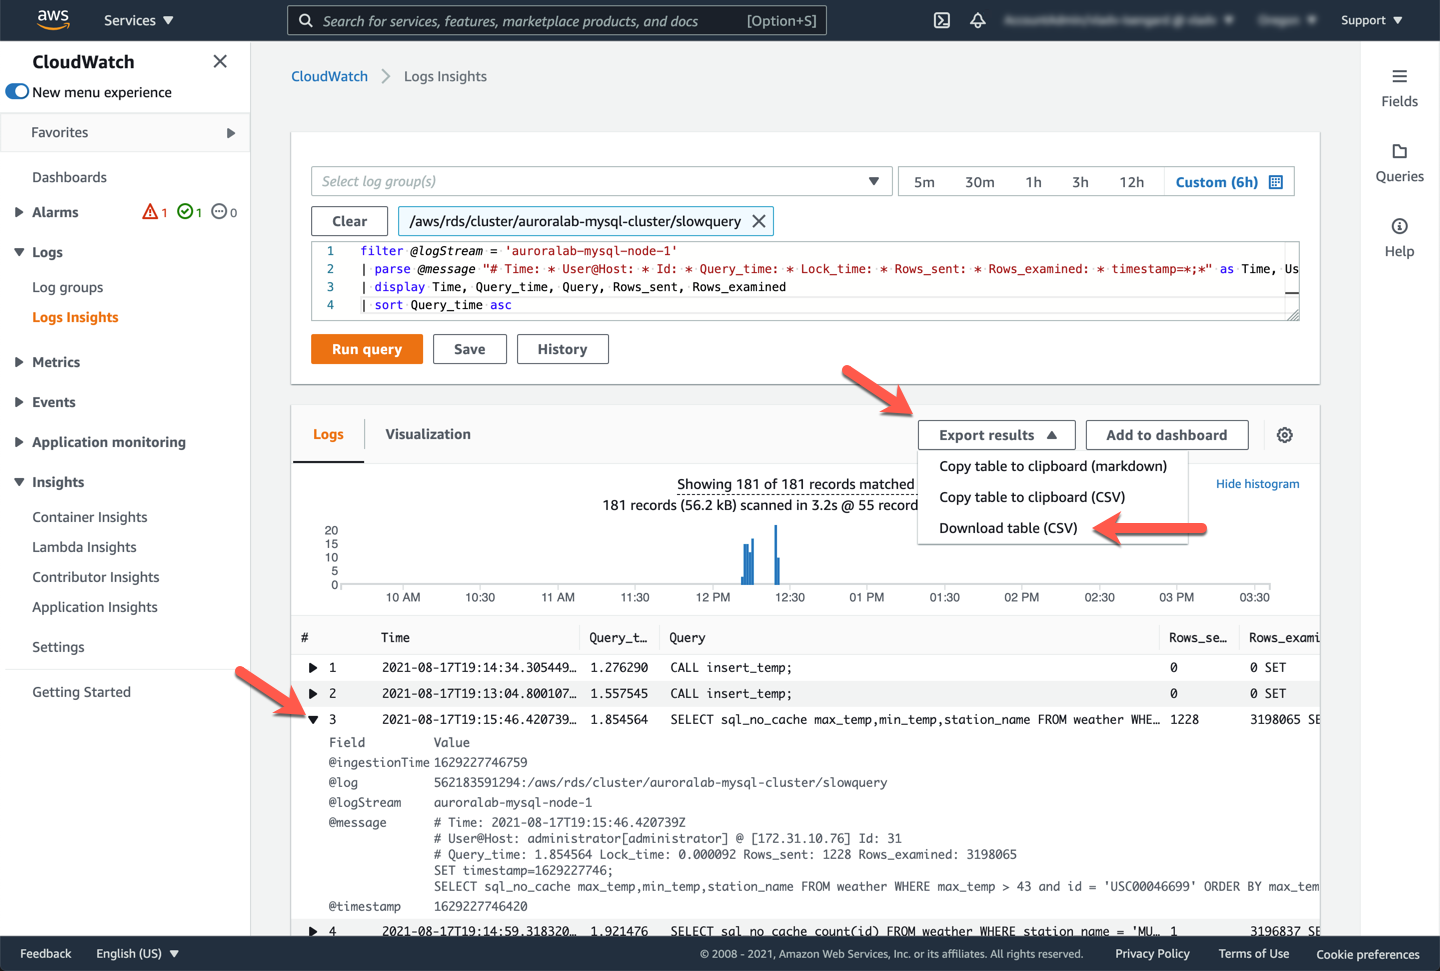 aws
Services
Search for services, features, marketplace products, and docs [Option+S]
Support
CloudWatch
New menu experience
Favorites
Dashboards
Alarms 1 1 0
Logs
Log groups
Logs Insights
Metrics
Events
Application monitoring
Insights
Container Insights
Lambda Insights
Contributor Insights
Application Insights
Settings
Getting Started
CloudWatch > Logs Insights
Select log group(s)
5m 30m 1h 3h 12h Custom (6h)
Clear
/aws/rds/cluster/auroralab-mysql-cluster/slowquery
1 filter @logStream = 'auroralab-mysql-node-1'
2 | parse @message "# Time: * User@Host: * Id: * Query_time: * Lock_time: * Rows_sent: * Rows_examined: * timestamp=*;*" as Time, Us
3 | display Time, Query_time, Query, Rows_sent, Rows_examined
4 | sort Query_time asc
Run query
Save
History
Logs
Visualization
Export results
Add to dashboard
Copy table to clipboard (markdown)
Copy table to clipboard (CSV)
Download table (CSV)
Showing 181 of 181 records matched
181 records (56.2 kB) scanned in 3.2s @ 55 record
Hide histogram
20
15
10
5
0
10 AM 10:30 11 AM 11:30 12 PM 12:30 01 PM 01:30 02 PM 02:30 03 PM 03:30
# Time Query_t... Query Rows_se... Rows_exami
1 2021-08-17T19:14:34.305449... 1.276290 CALL insert_temp; 0 0 SET
2 2021-08-17T19:13:04.800107... 1.557545 CALL insert_temp; 0 0 SET
3 2021-08-17T19:15:46.420739... 1.854564 SELECT sql_no_cache max_temp,min_temp,station_name FROM weather WHE... 1228 3198065 SE
Field Value
@ingestionTime 1629227746759
@log 562183591294:/aws/rds/cluster/auroralab-mysql-cluster/slowquery
@logStream auroralab-mysql-node-1
@message # Time: 2021-08-17T19:15:46.420739Z
# User@Host: administrator[administrator] @ [172.31.10.76] Id: 31
# Query_time: 1.854564 Lock_time: 0.000092 Rows_sent: 1228 Rows_examined: 3198065
SET timestamp=1629227746;
SELECT sql_no_cache max_temp,min_temp,station_name FROM weather WHERE max_temp > 43 and id = 'USC00046699' ORDER BY max_tem
@timestamp 1629227746420
4 2021-08-17T19:14:59.318320... 1.921476 SELECT sql_no_cache count(id) FROM weather WHERE station_name = 'MU... 1 3196837 SE
Fields
Queries
Help
Feedback
English (US)
© 2008 - 2021, Amazon Web Services, Inc. or its affiliates. All rights reserved.
Privacy Policy
Terms of Use
Cookie preferences